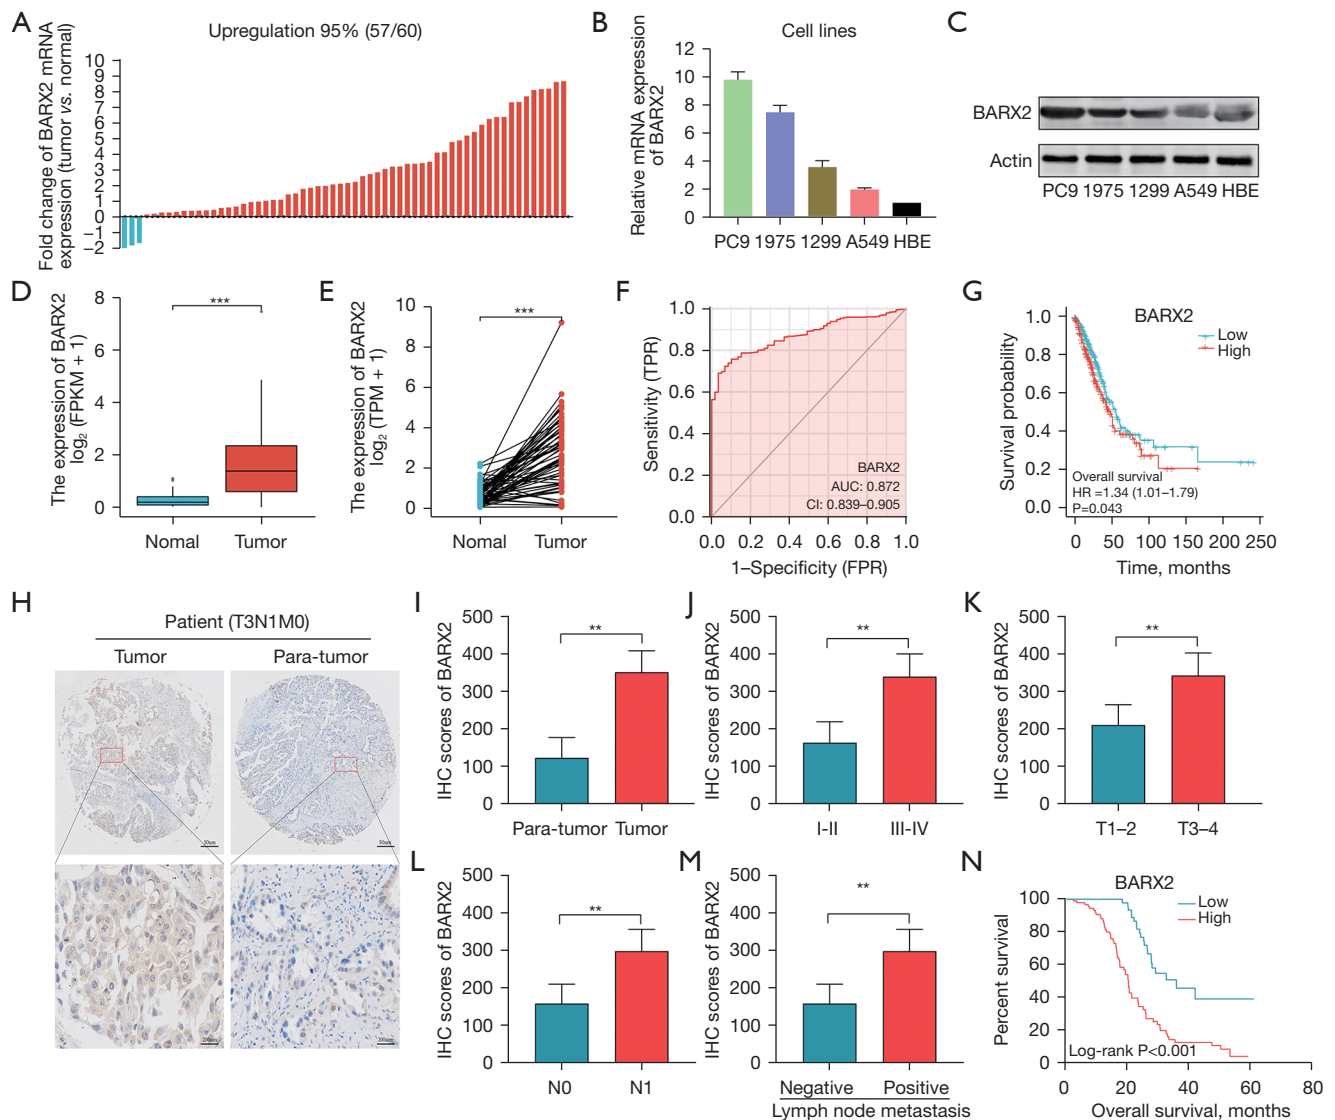 A
Upregulation 95% (57/60)
Fold change of BARX2 mRNA
expression (tumor vs. normal)
10
9
8
7
6
5
4
3
2
1
0
−1
−2
B
Cell lines
Relative mRNA expression
of BARX2
12
10
8
6
4
2
0
PC9 1975 1299 A549 HBE
C
BARX2
Actin
PC9 1975 1299 A549 HBE
D
The expression of BARX2
log2 (FPKM + 1)
8
6
4
2
0
***
Nomal Tumor
E
The expression of BARX2
log2 (TPM + 1)
10
8
6
4
2
0
***
Nomal Tumor
F
Sensitivity (TPR)
1.0
0.8
0.6
0.4
0.2
0.0
BARX2
AUC: 0.872
CI: 0.839–0.905
0.0 0.2 0.4 0.6 0.8 1.0
1–Specificity (FPR)
G
BARX2
Low
High
Survival probability
1.0
0.8
0.6
0.4
0.2
0.0
Overall survival
HR =1.34 (1.01–1.79)
P=0.043
0 50 100 150 200 250
Time, months
H
Patient (T3N1M0)
Tumor Para-tumor
50um
50um
200um
200um
I
IHC scores of BARX2
500
400
300
200
100
0
**
Para-tumor Tumor
J
IHC scores of BARX2
500
400
300
200
100
0
**
I-II III-IV
K
IHC scores of BARX2
500
400
300
200
100
0
**
T1–2 T3–4
L
IHC scores of BARX2
500
400
300
200
100
0
**
N0 N1
M
IHC scores of BARX2
500
400
300
200
100
0
**
Negative Positive
Lymph node metastasis
N
BARX2
Low
High
Percent survival
100
80
60
40
20
0
Log-rank P<0.001
0 20 40 60 80
Overall survival, months